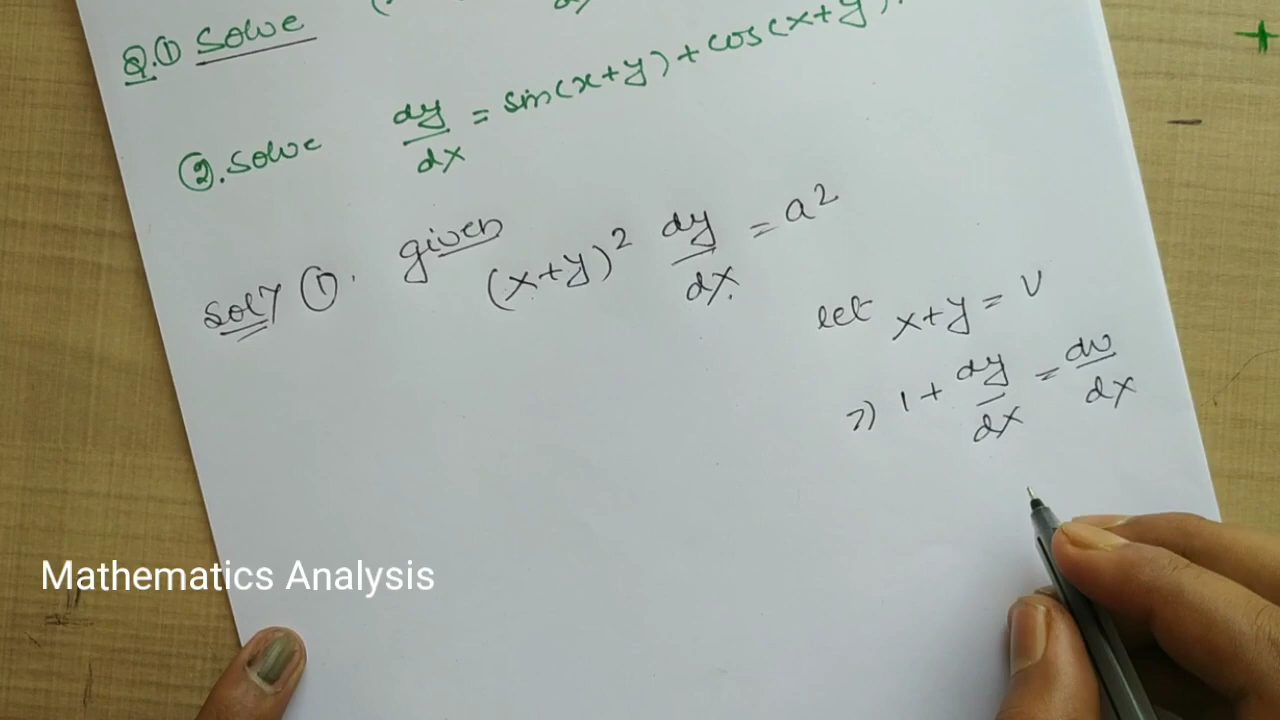 Q.① Solve
②. Solve dy/dx = sin(x+y) + cos(x+y).
Soln ①. given (x+y)² dy/dx = a²
let x+y = v
⇒ 1 + dy/dx = dv/dx
Mathematics Analysis